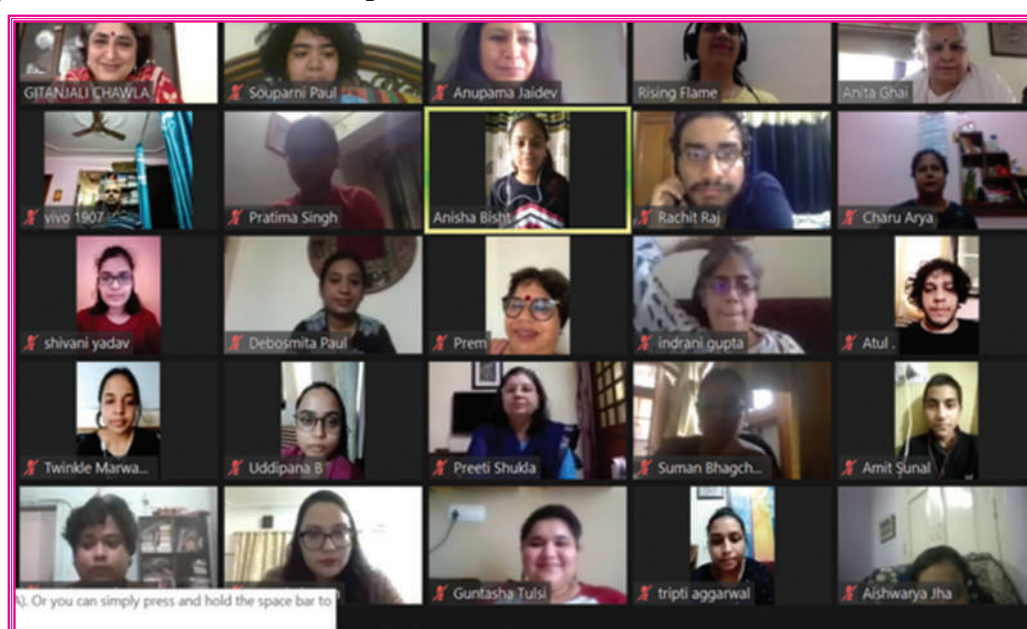 GITANJALI CHAWLA
Souparni Paul
Anupama Jaidev
Rising Flame
Anita Ghai
vivo 1907
Pratima Singh
Anisha Bisht
Rachit Raj
Charu Arya
shivani yadav
Debosmita Paul
Prem
indrani gupta
Atul .
Twinkle Marwa...
Uddipana B
Preeti Shukla
Suman Bhagch...
Amit Sunal
Guntasha Tulsi
tripti aggarwal
Aishwarya Jha
A). Or you can simply press and hold the space bar to